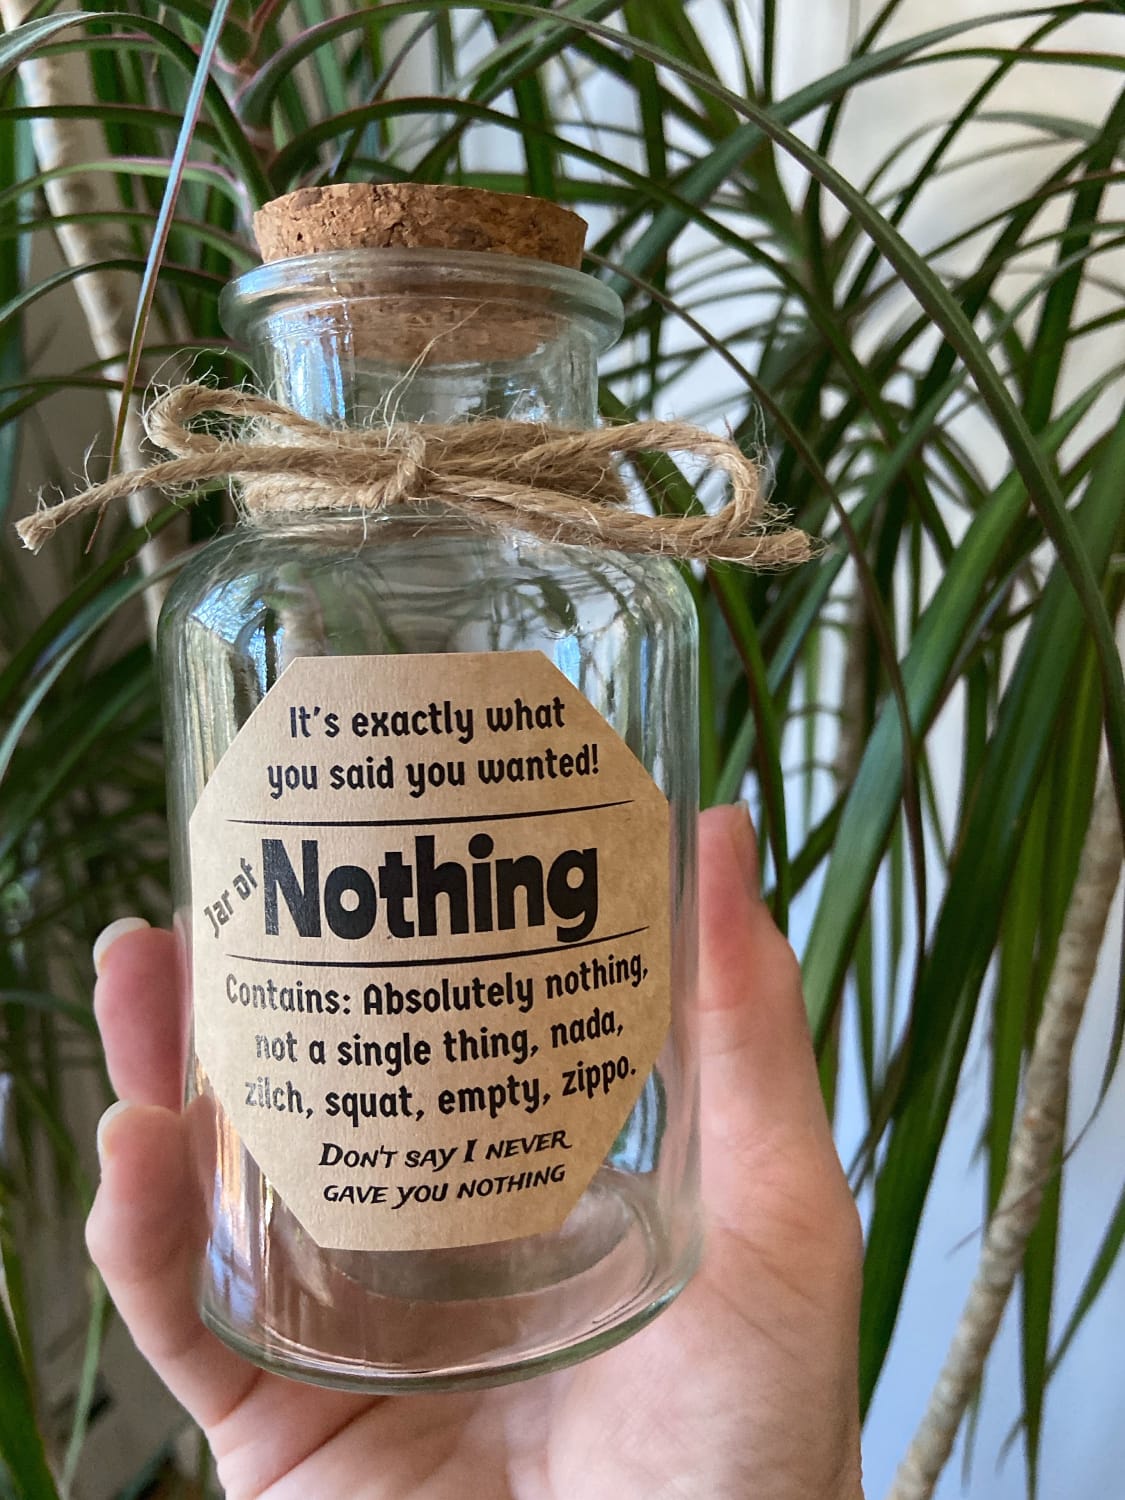 It's exactly what
you said you wanted!
Jar of Nothing
Contains: Absolutely nothing,
not a single thing, nada,
zilch, squat, empty, zippo.
DON'T SAY I NEVER
GAVE YOU NOTHING